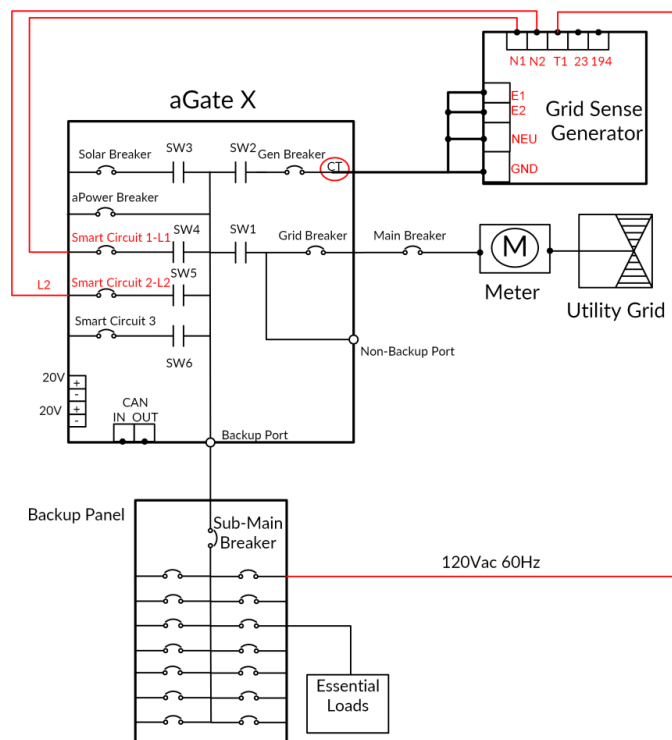 N1 N2 T1 23 194
E1
E2
NEU
GND
Grid Sense
Generator
aGate X
Solar Breaker
SW3
SW2
Gen Breaker
CT
aPower Breaker
Smart Circuit 1-L1
SW4
SW1
Grid Breaker
Main Breaker
M
Meter
Utility Grid
L2
Smart Circuit 2-L2
SW5
Smart Circuit 3
SW6
Non-Backup Port
20V
+
-
20V
+
-
CAN
IN OUT
Backup Port
Backup Panel
Sub-Main
Breaker
120Vac 60Hz
Essential
Loads